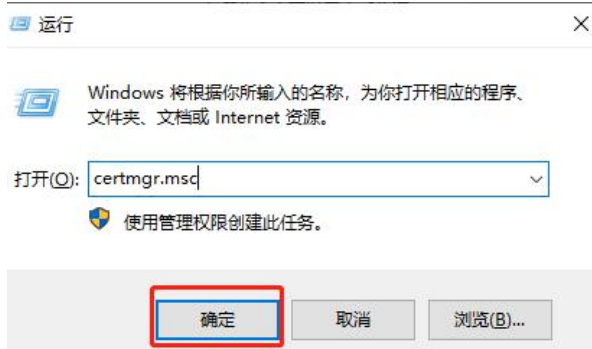 运行
Windows 将根据你所输入的名称，为你打开相应的程序、
文件夹、文档或 Internet 资源。
打开(O): certmgr.msc
使用管理权限创建此任务。
确定 取消 浏览(B)...